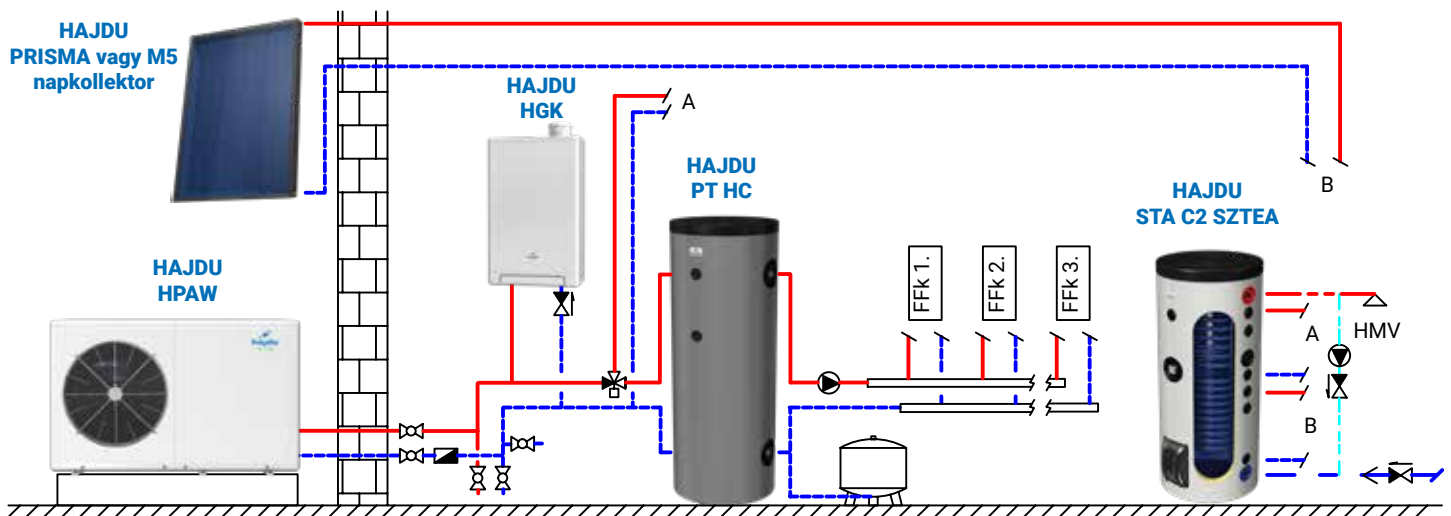 HAJDU
PRISMA vagy M5
napkollektor
HAJDU
HGK
A
HAJDU
PT HC
B
HAJDU
STA C2 SZTEA
HAJDU
HPAW
FFk 1.
FFk 2.
FFk 3.
A
HMV
B